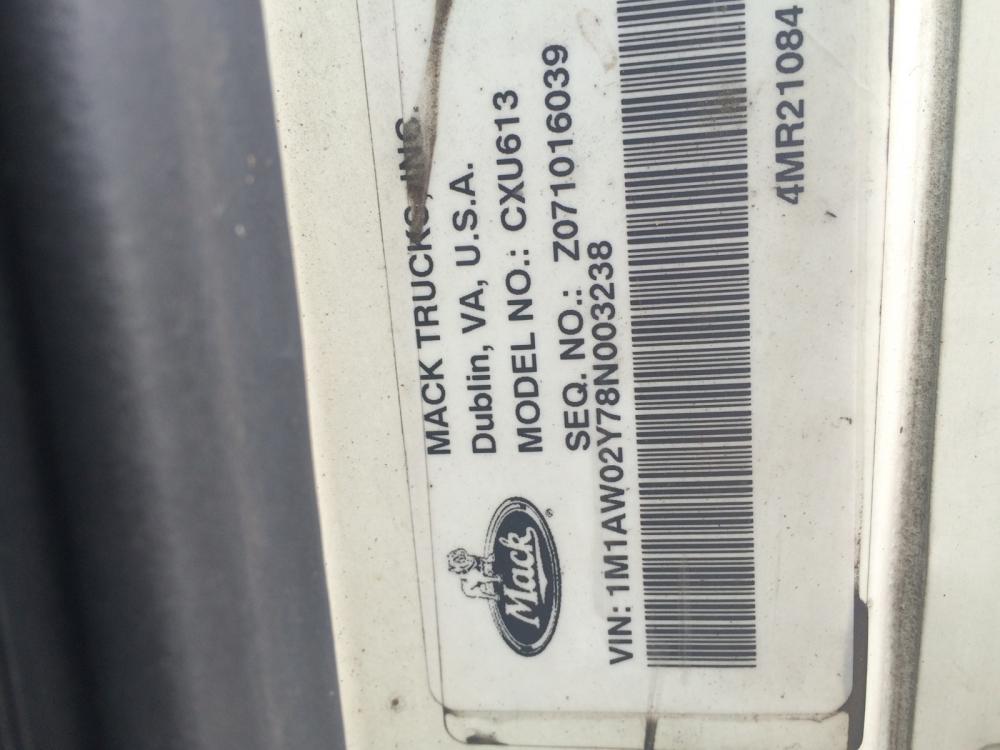 MACK TRUCKS, INC.
Dublin, VA, U.S.A.
MODEL NO.: CXU613
SEQ. NO.: Z071016039
Mack
®
VIN: 1M1AW02Y78N003238
4MR21084